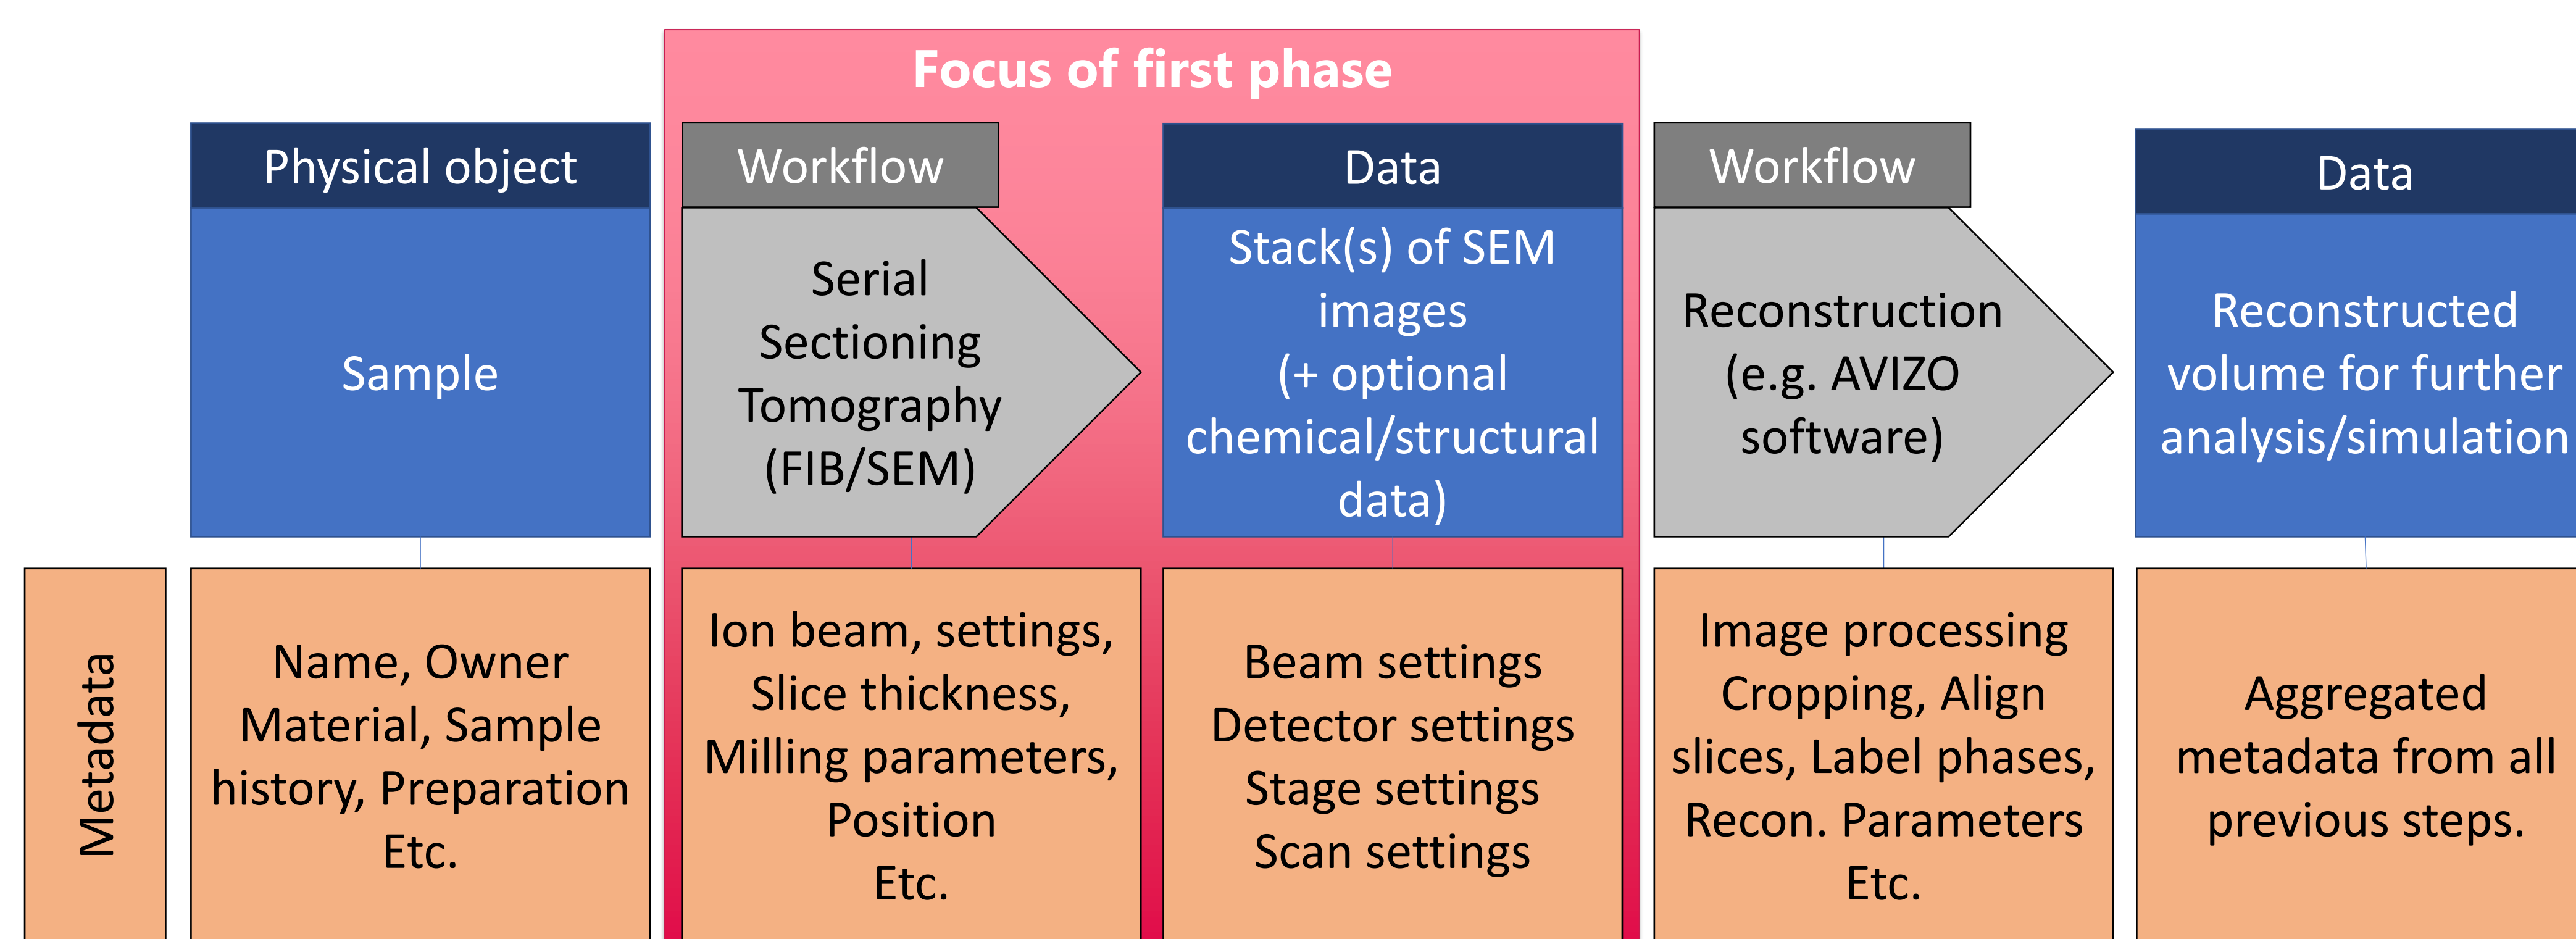 Focus of first phase
Physical object
Sample
Workflow
Serial
Sectioning
Tomography
(FIB/SEM)
Data
Stack(s) of SEM
images
(+ optional
chemical/structural
data)
Workflow
Reconstruction
(e.g. AVIZO
software)
Data
Reconstructed
volume for further
analysis/simulation
Metadata
Name, Owner
Material, Sample
history, Preparation
Etc.
Ion beam, settings,
Slice thickness,
Milling parameters,
Position
Etc.
Beam settings
Detector settings
Stage settings
Scan settings
Image processing
Cropping, Align
slices, Label phases,
Recon. Parameters
Etc.
Aggregated
metadata from all
previous steps.